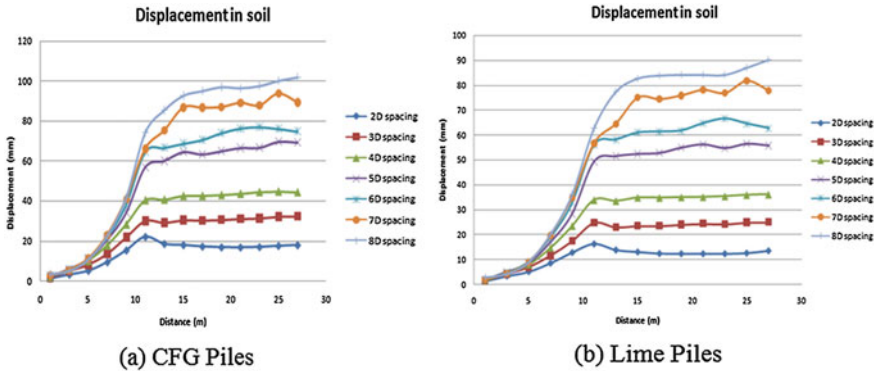 Displacement in soil
120
100
80
60
40
20
0
0 5 10 15 20 25 30
Displacement (mm)
Distance (m)
2D spacing
3D spacing
4D spacing
5D spacing
6D spacing
7D spacing
8D spacing
(a) CFG Piles
Displacement in soil
100
90
80
70
60
50
40
30
20
10
0
0 5 10 15 20 25 30
Displacement (mm)
Distance (m)
2D spacing
3D spacing
4D spacing
5D spacing
6D spacing
7D spacing
8D spacing
(b) Lime Piles